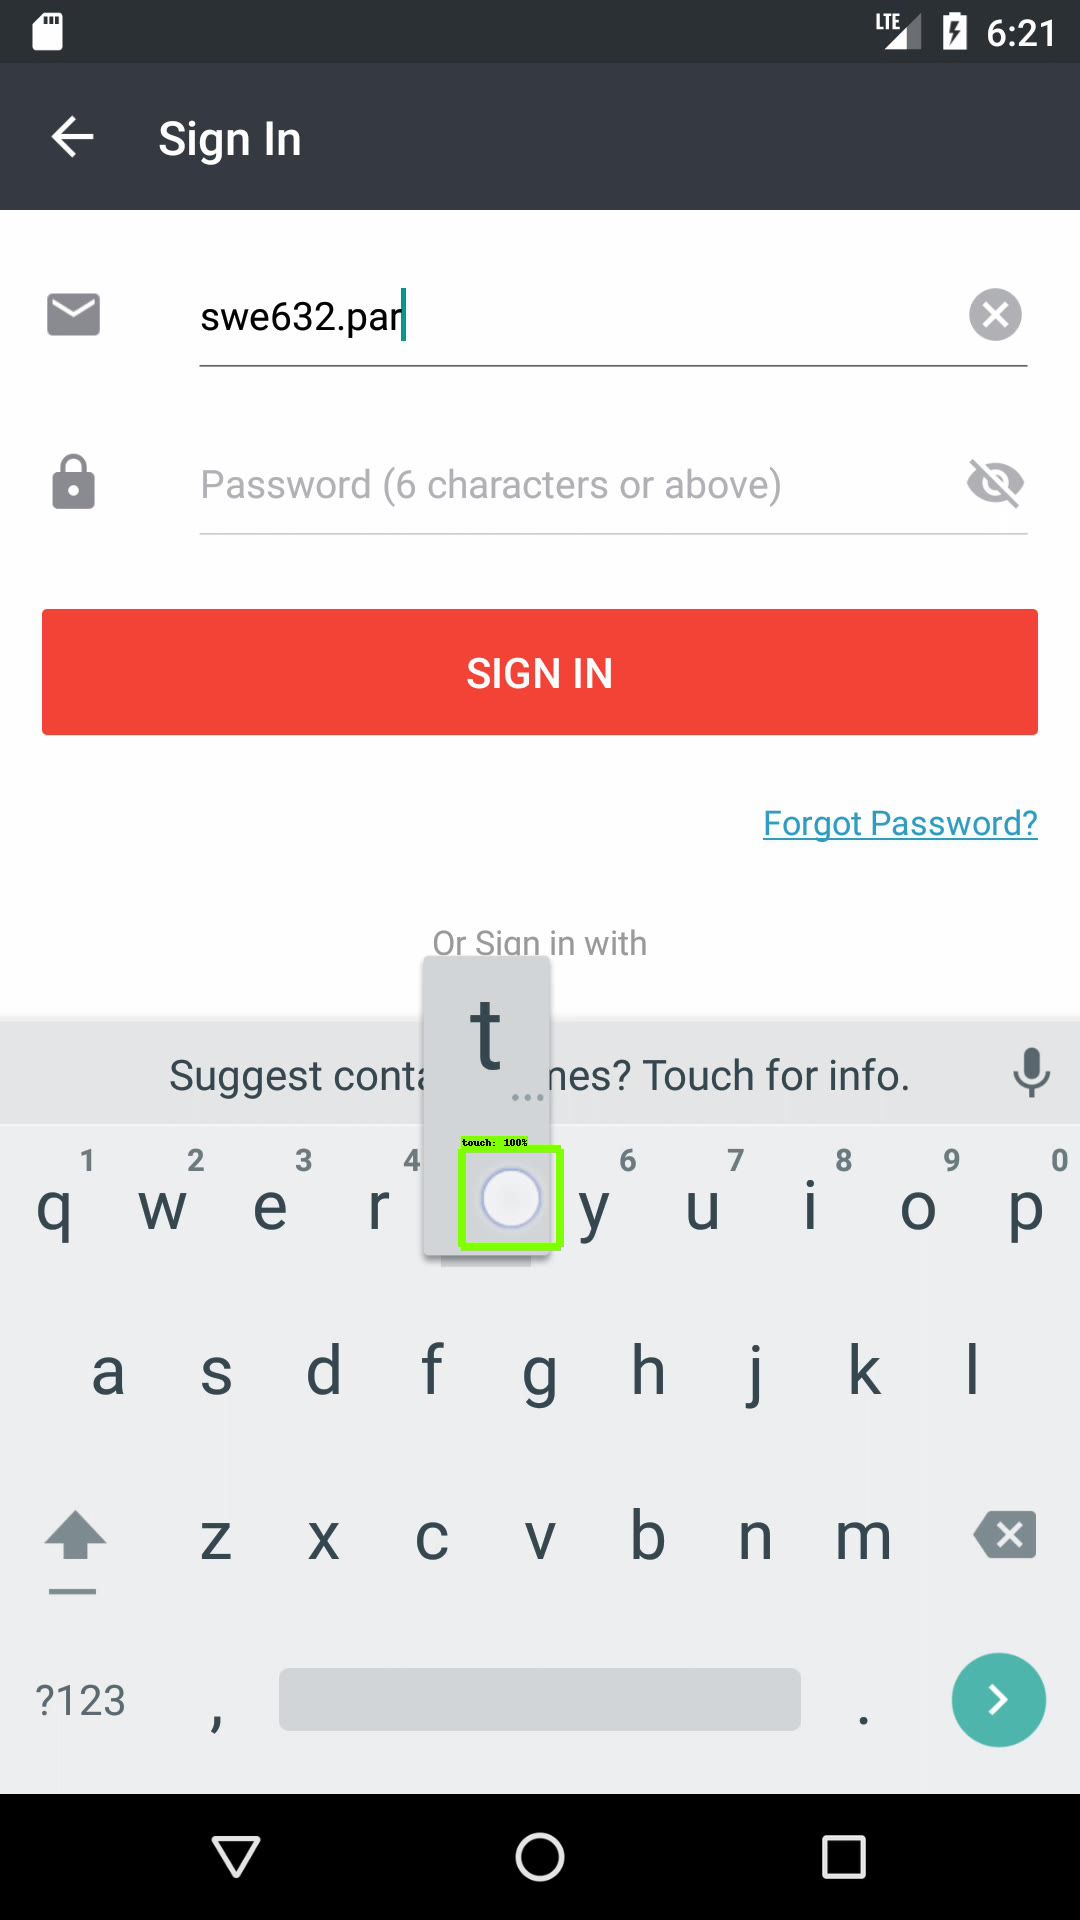 LTE 6:21
Sign In
swe632.par
Password (6 characters or above)
SIGN IN
Forgot Password?
Or Sign in with
t
Suggest conta mes? Touch for info.
touch: 100%
1 2 3 4 6 7 8 9 0
q w e r y u i o p
a s d f g h j k l
z x c v b n m
?123 , .